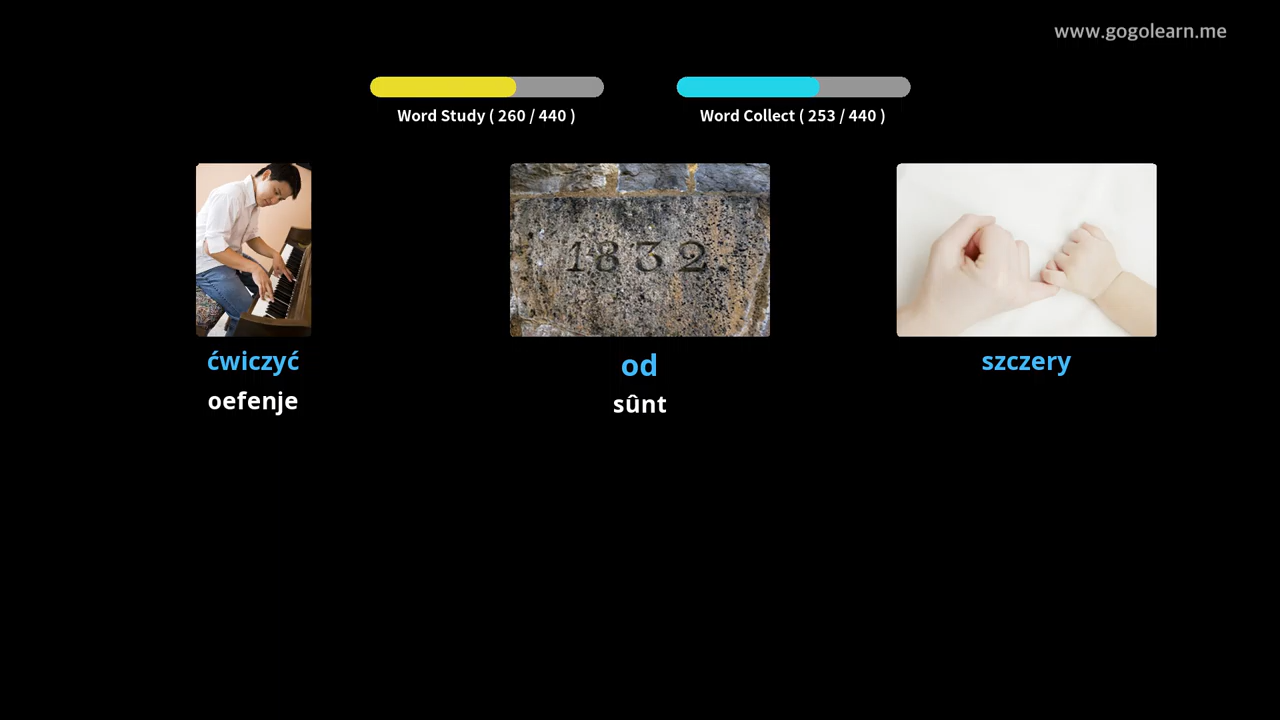 www.gogolearn.me
Word Study ( 260 / 440 )
Word Collect ( 253 / 440 )
1832
ćwiczyć
od
szczery
oefenje
sûnt